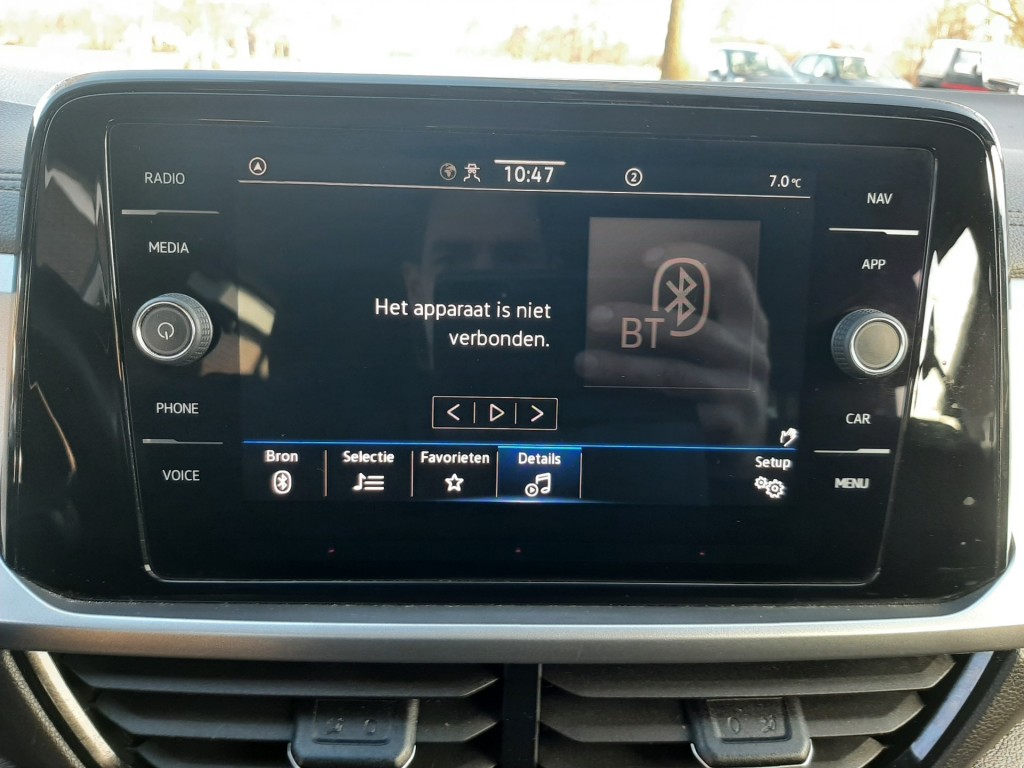 RADIO
MEDIA
PHONE
VOICE
10:47
2
7.0°C
Het apparaat is niet
verbonden.
BT
Bron
Selectie
Favorieten
Details
Setup
NAV
APP
CAR
MENU